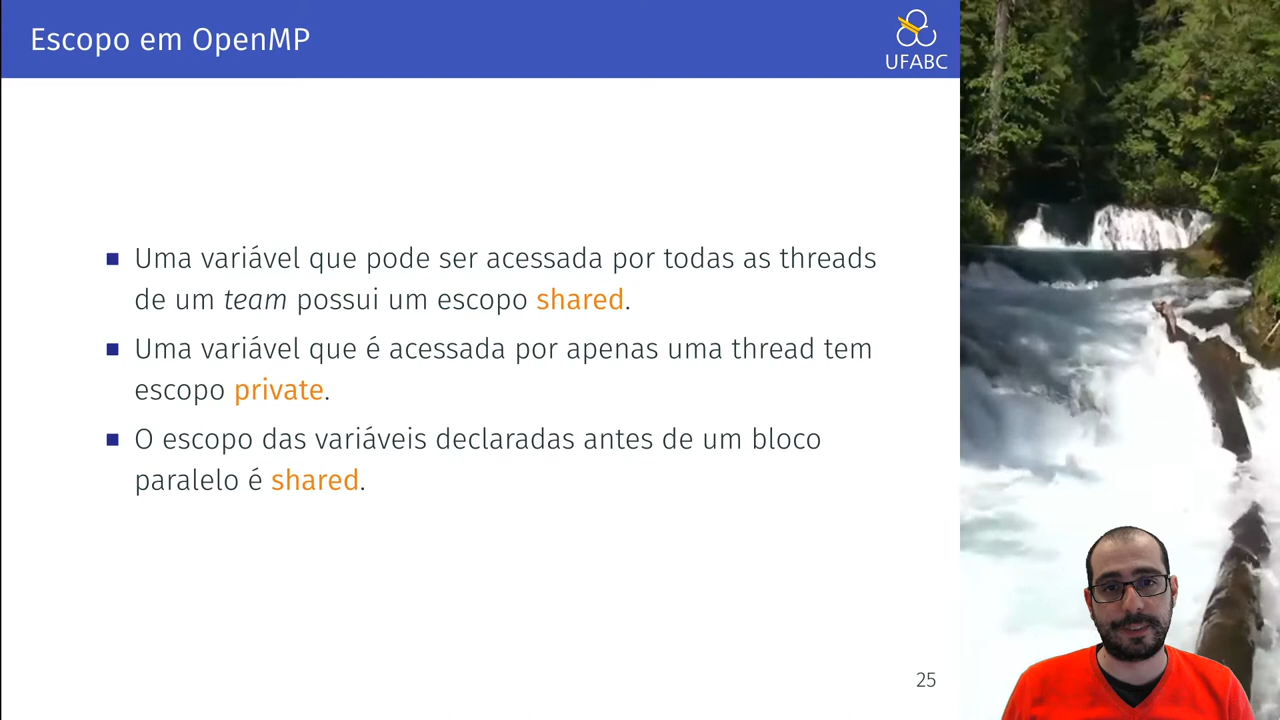 Escopo em OpenMP
UFABC
Uma variável que pode ser acessada por todas as threads
de um team possui um escopo shared.
Uma variável que é acessada por apenas uma thread tem
escopo private.
O escopo das variáveis declaradas antes de um bloco
paralelo é shared.
25